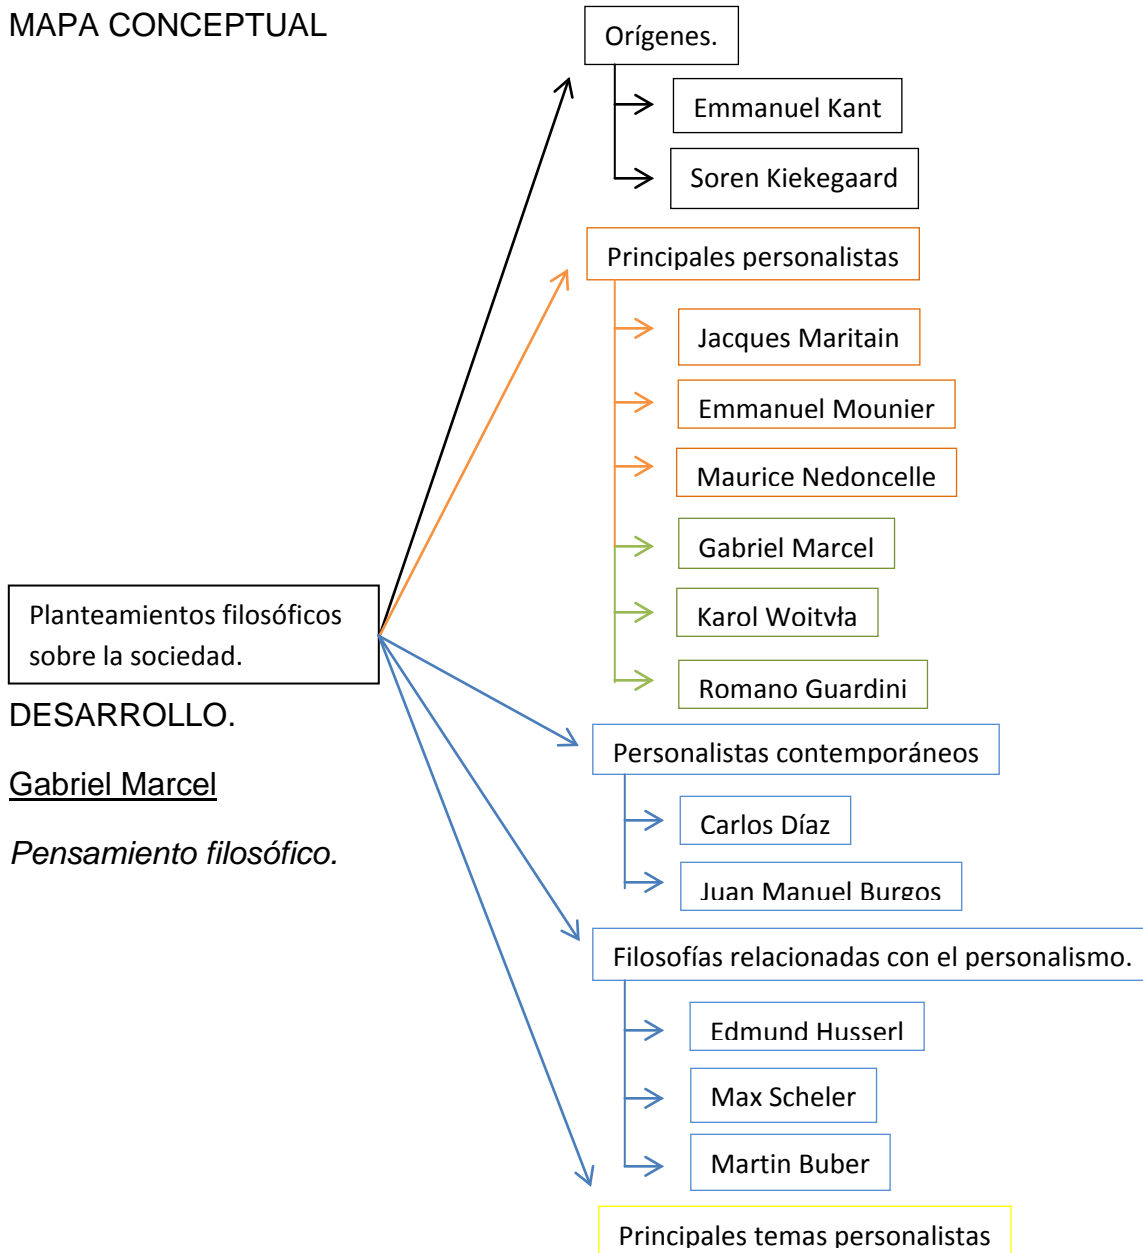 MAPA CONCEPTUAL
Orígenes.
Emmanuel Kant
Soren Kiekegaard
Principales personalistas
Jacques Maritain
Emmanuel Mounier
Maurice Nedoncelle
Gabriel Marcel
Karol Woitvła
Romano Guardini
Planteamientos filosóficos
sobre la sociedad.
DESARROLLO.
Gabriel Marcel
Pensamiento filosófico.
Personalistas contemporáneos
Carlos Díaz
Juan Manuel Burgos
Filosofías relacionadas con el personalismo.
Edmund Husserl
Max Scheler
Martin Buber
Principales temas personalistas